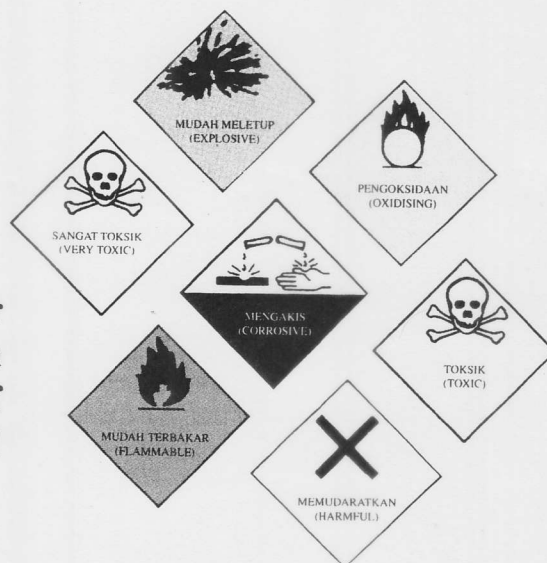 MUDAH MELETUP
(EXPLOSIVE)
PENGOKSIDAAN
(OXIDISING)
SANGAT TOKSIK
(VERY TOXIC)
MENGAKIS
(CORROSIVE)
TOKSIK
(TOXIC)
MUDAH TERBAKAR
(FLAMMABLE)
MEMUDARATKAN
(HARMFUL)